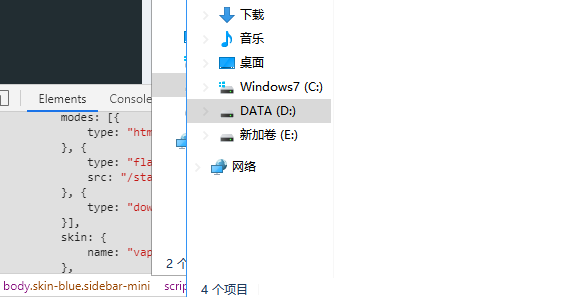 下载
音乐
桌面
Windows7 (C:)
DATA (D:)
新加卷 (E:)
网络
4 个项目
2 个
Elements
Console
modes: [{
type: "htm
}, {
type: "fla
src: "/sta
}, {
type: "dow
}],
skin: {
name: "vap
},
body.skin-blue.sidebar-mini
script